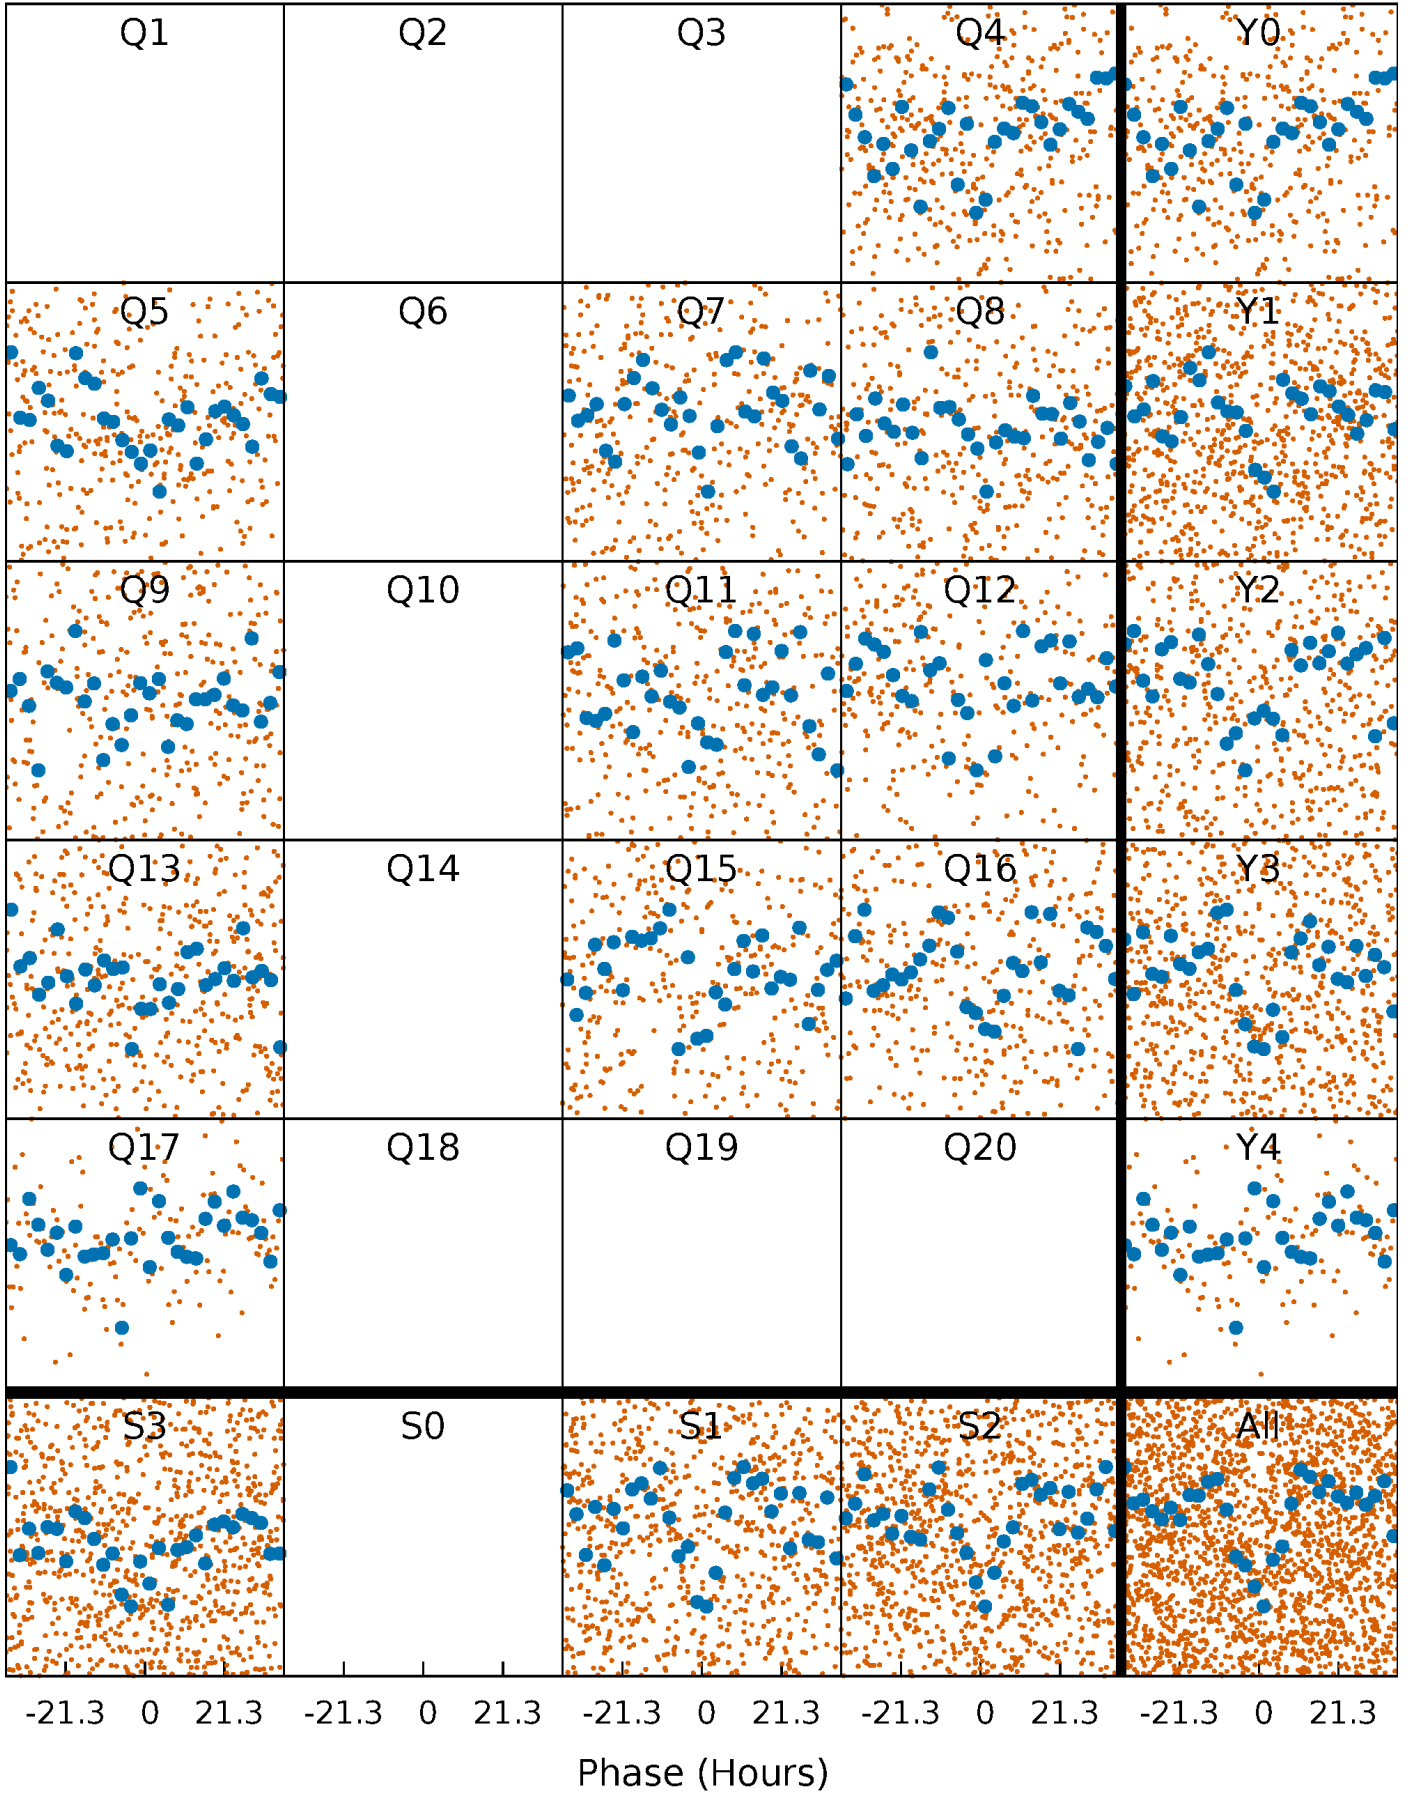 Q1 Q2 Q3 Q4 Y0
Q5 Q6 Q7 Q8 Y1
Q9 Q10 Q11 Q12 Y2
Q13 Q14 Q15 Q16 Y3
Q17 Q18 Q19 Q20 Y4
S3 S0 S1 S2 All
-21.3 0 21.3 -21.3 0 21.3 -21.3 0 21.3 -21.3 0 21.3 -21.3 0 21.3
Phase (Hours)